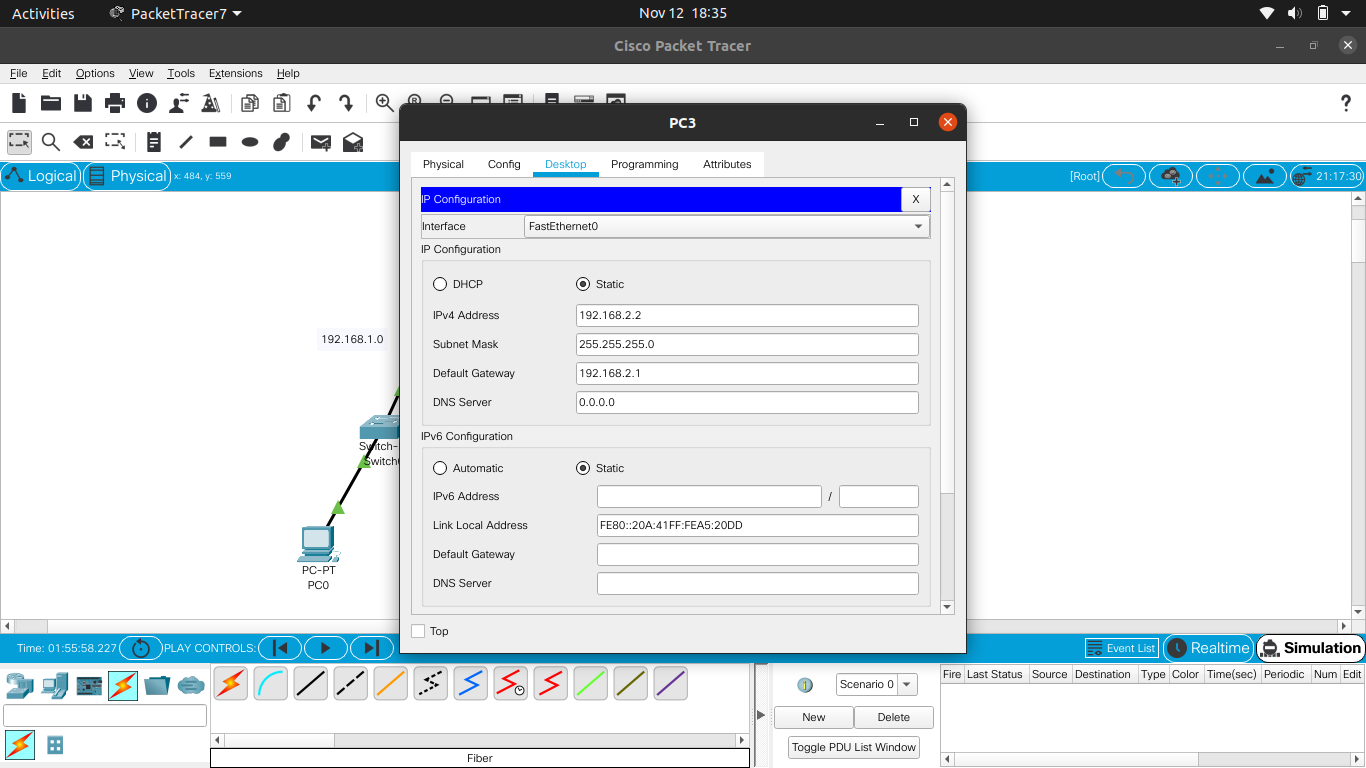 Activities PacketTracer7 Nov 12 18:35
Cisco Packet Tracer
File Edit Options View Tools Extensions Help
PC3
Physical Config Desktop Programming Attributes
Logical Physical x: 484, y: 559 [Root] 21:17:30
IP Configuration X
Interface FastEthernet0
IP Configuration
DHCP Static
IPv4 Address 192.168.2.2
Subnet Mask 255.255.255.0
Default Gateway 192.168.2.1
DNS Server 0.0.0.0
IPv6 Configuration
Automatic Static
IPv6 Address /
Link Local Address FE80::20A:41FF:FEA5:20DD
Default Gateway
DNS Server
Top
192.168.1.0
Switch-
Switch
PC-PT
PC0
Time: 01:55:58.227 PLAY CONTROLS: Event List Realtime Simulation
Fiber
Scenario 0
New Delete
Toggle PDU List Window
Fire Last Status Source Destination Type Color Time(sec) Periodic Num Edit